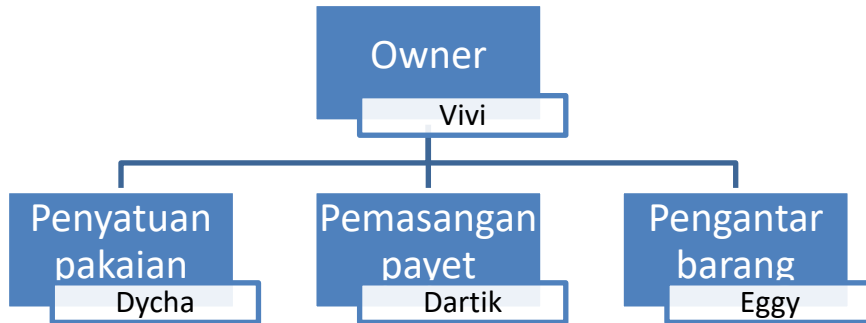 Owner
Vivi
Penyatuan
pakaian
Dycha
Pemasangan
payet
Dartik
Pengantar
barang
Eggy